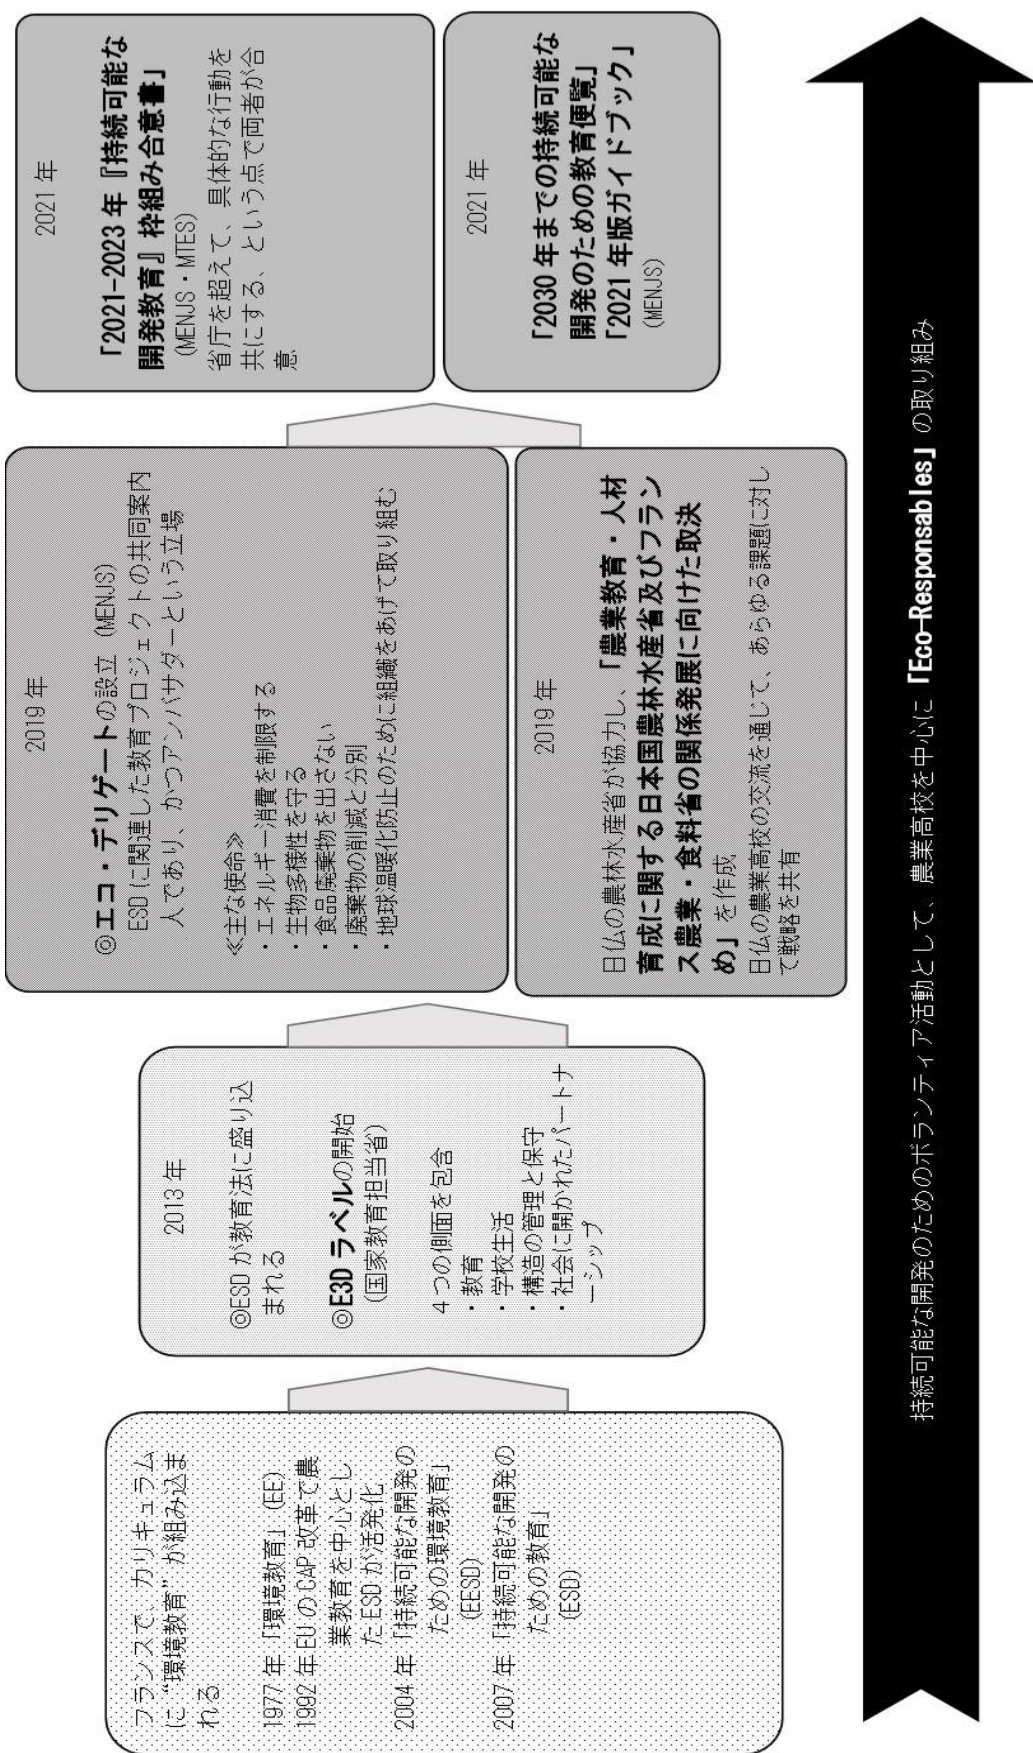 フランスで、カリキュラム
に“環境教育”が組み込ま
れる
1977年「環境教育」(EE)
1992年EUのCAP改革で農
業教育を中心とし
たESDが活発化
2004年「持続可能な開発の
ための環境教育」
(EESD)
2007年「持続可能な開発の
ための教育」
(ESD)
2013年
◎ESDが教育法に盛り込
まれる
◎E3Dラベルの開始
(国家教育担当省)
4つの側面を包含
・教育
・学校生活
・構造の管理と保守
・社会に開かれたパートナ
ーシップ
2019年
◎エコ・デリゲートの設立 (MENJS)
ESDに関連した教育プロジェクトの共同案内
人であり、かつアンバサダーという立場
≪主な使命≫
・エネルギー消費を制限する
・生物多様性を守る
・食品廃棄物を出さない
・廃棄物の削減と分別
・地球温暖化防止のために組織をあげて取り組む
2019年
日仏の農林水産省が協力し、「農業教育・人材
育成に関する日本国農林水産省及びフラン
ス農業・食料省の関係発展に向けた取決
め」を作成
日仏の農業高校の交流を通じて、あらゆる課題に対し
て戦略を共有
2021年
「2021-2023年『持続可能な
開発教育』枠組み合意書」
(MENJS・MTES)
省庁を超えて、具体的な行動を
共にする、という点で両者が合
意
2021年
「2030年までの持続可能な
開発のための教育便覧」
「2021年版ガイドブック」
(MENJS)
持続可能な開発のためのボランティア活動として、農業高校を中心に「Eco-Responsables」の取り組み